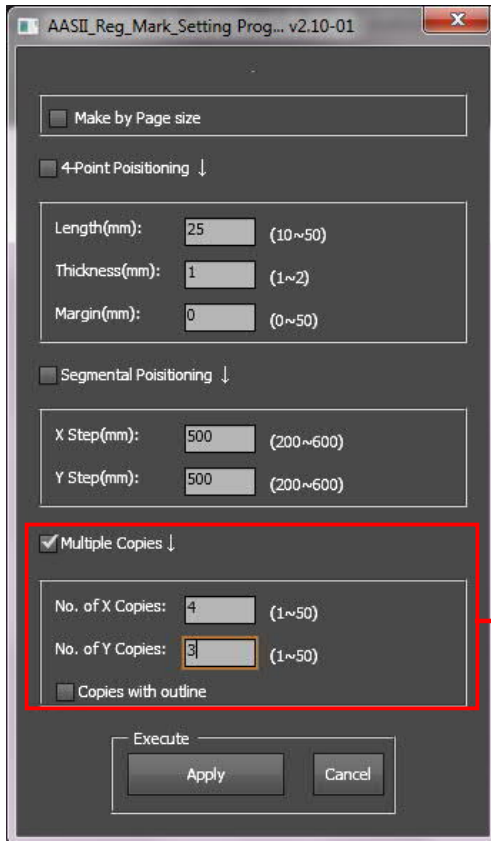 AASII_Reg_Mark_Setting Prog... v2.10-01
Make by Page size
4-Point Poisitioning ↓
Length(mm): 25 (10~50)
Thickness(mm): 1 (1~2)
Margin(mm): 0 (0~50)
Segmental Poisitioning ↓
X Step(mm): 500 (200~600)
Y Step(mm): 500 (200~600)
Multiple Copies ↓
No. of X Copies: 4 (1~50)
No. of Y Copies: 3 (1~50)
Copies with outline
Execute
Apply Cancel